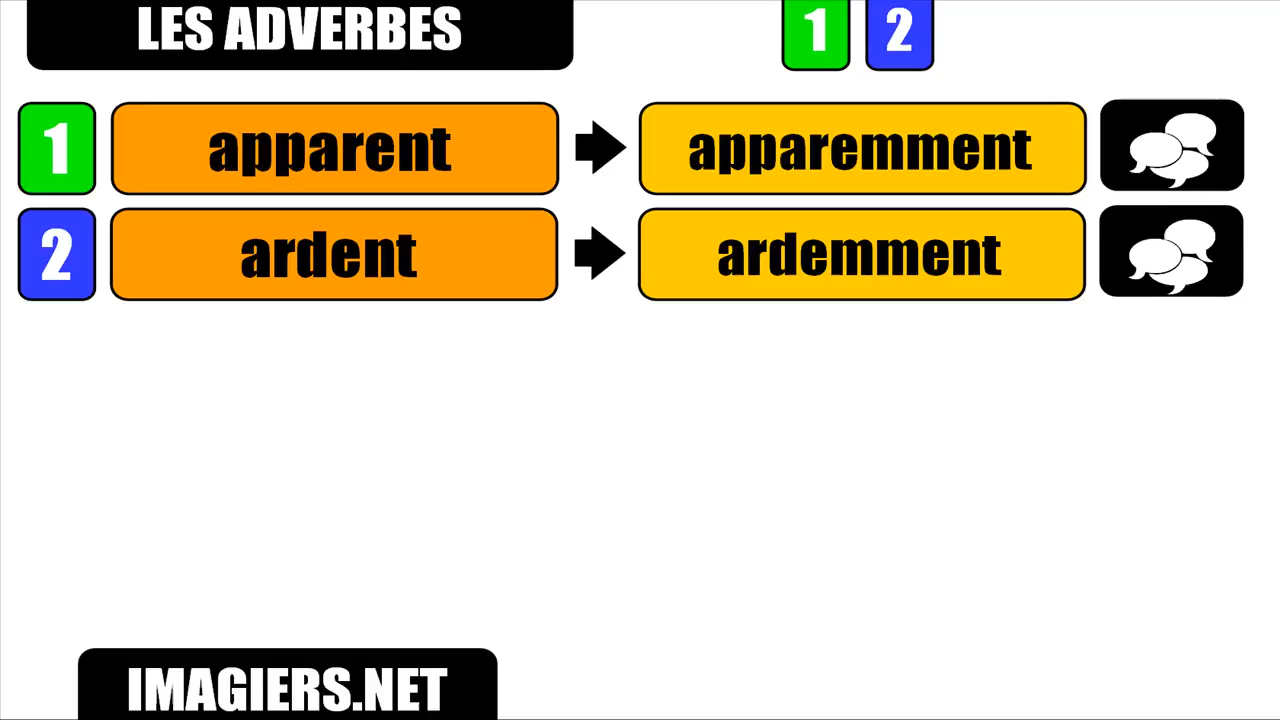 LES ADVERBES 1 2
1 apparent apparemment
2 ardent ardemment
IMAGIERS.NET